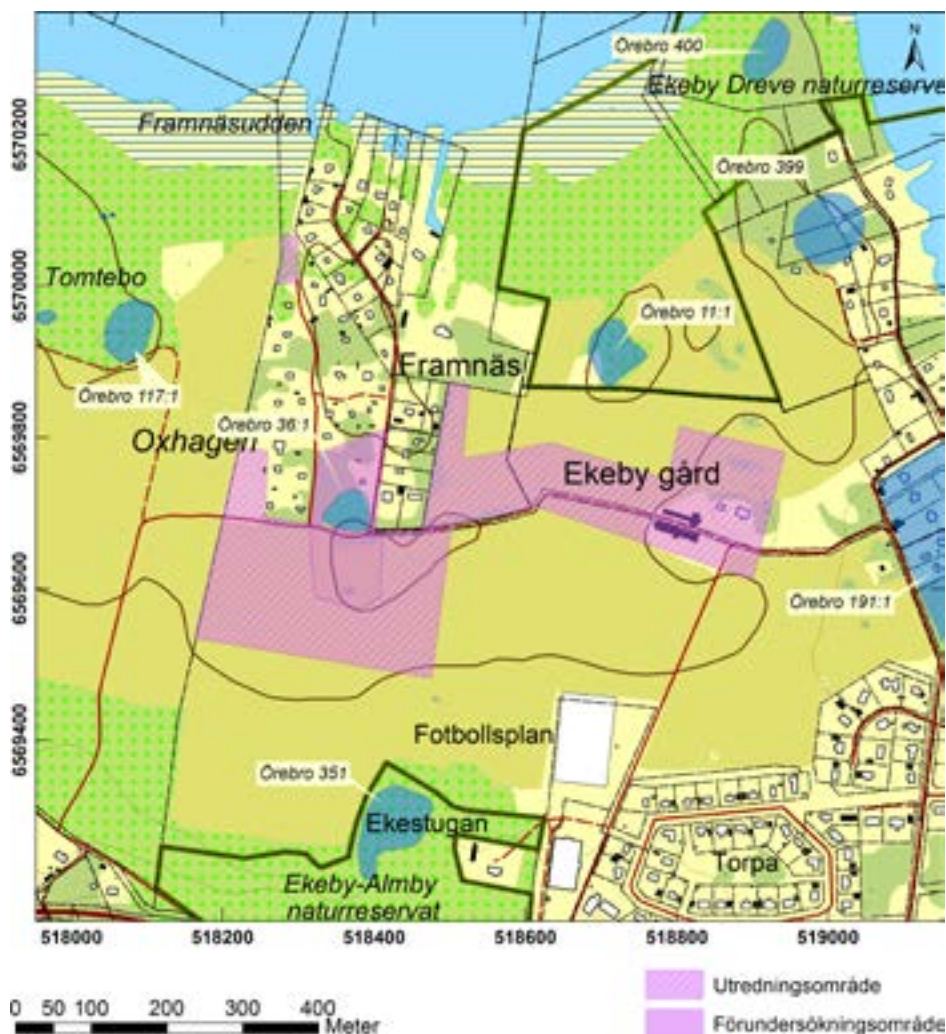 N
Örebro 400
Ekeby Dreve naturreserve
6570200
Framnäsudden
Örebro 399
6570000
Tomtebo
Örebro 11:1
Framnäs
Örebro 117:1
Örebro 36:1
6569800
Oxhagen
Ekeby gård
6569600
Örebro 191:1
6569400
Fotbollsplan
Örebro 351
Ekestugan
Torpa
Ekeby-Almby
naturreservat
518000 518200 518400 518600 518800 519000
0 50 100 200 300 400
Meter
Utredningsområde
Förundersökningsområde